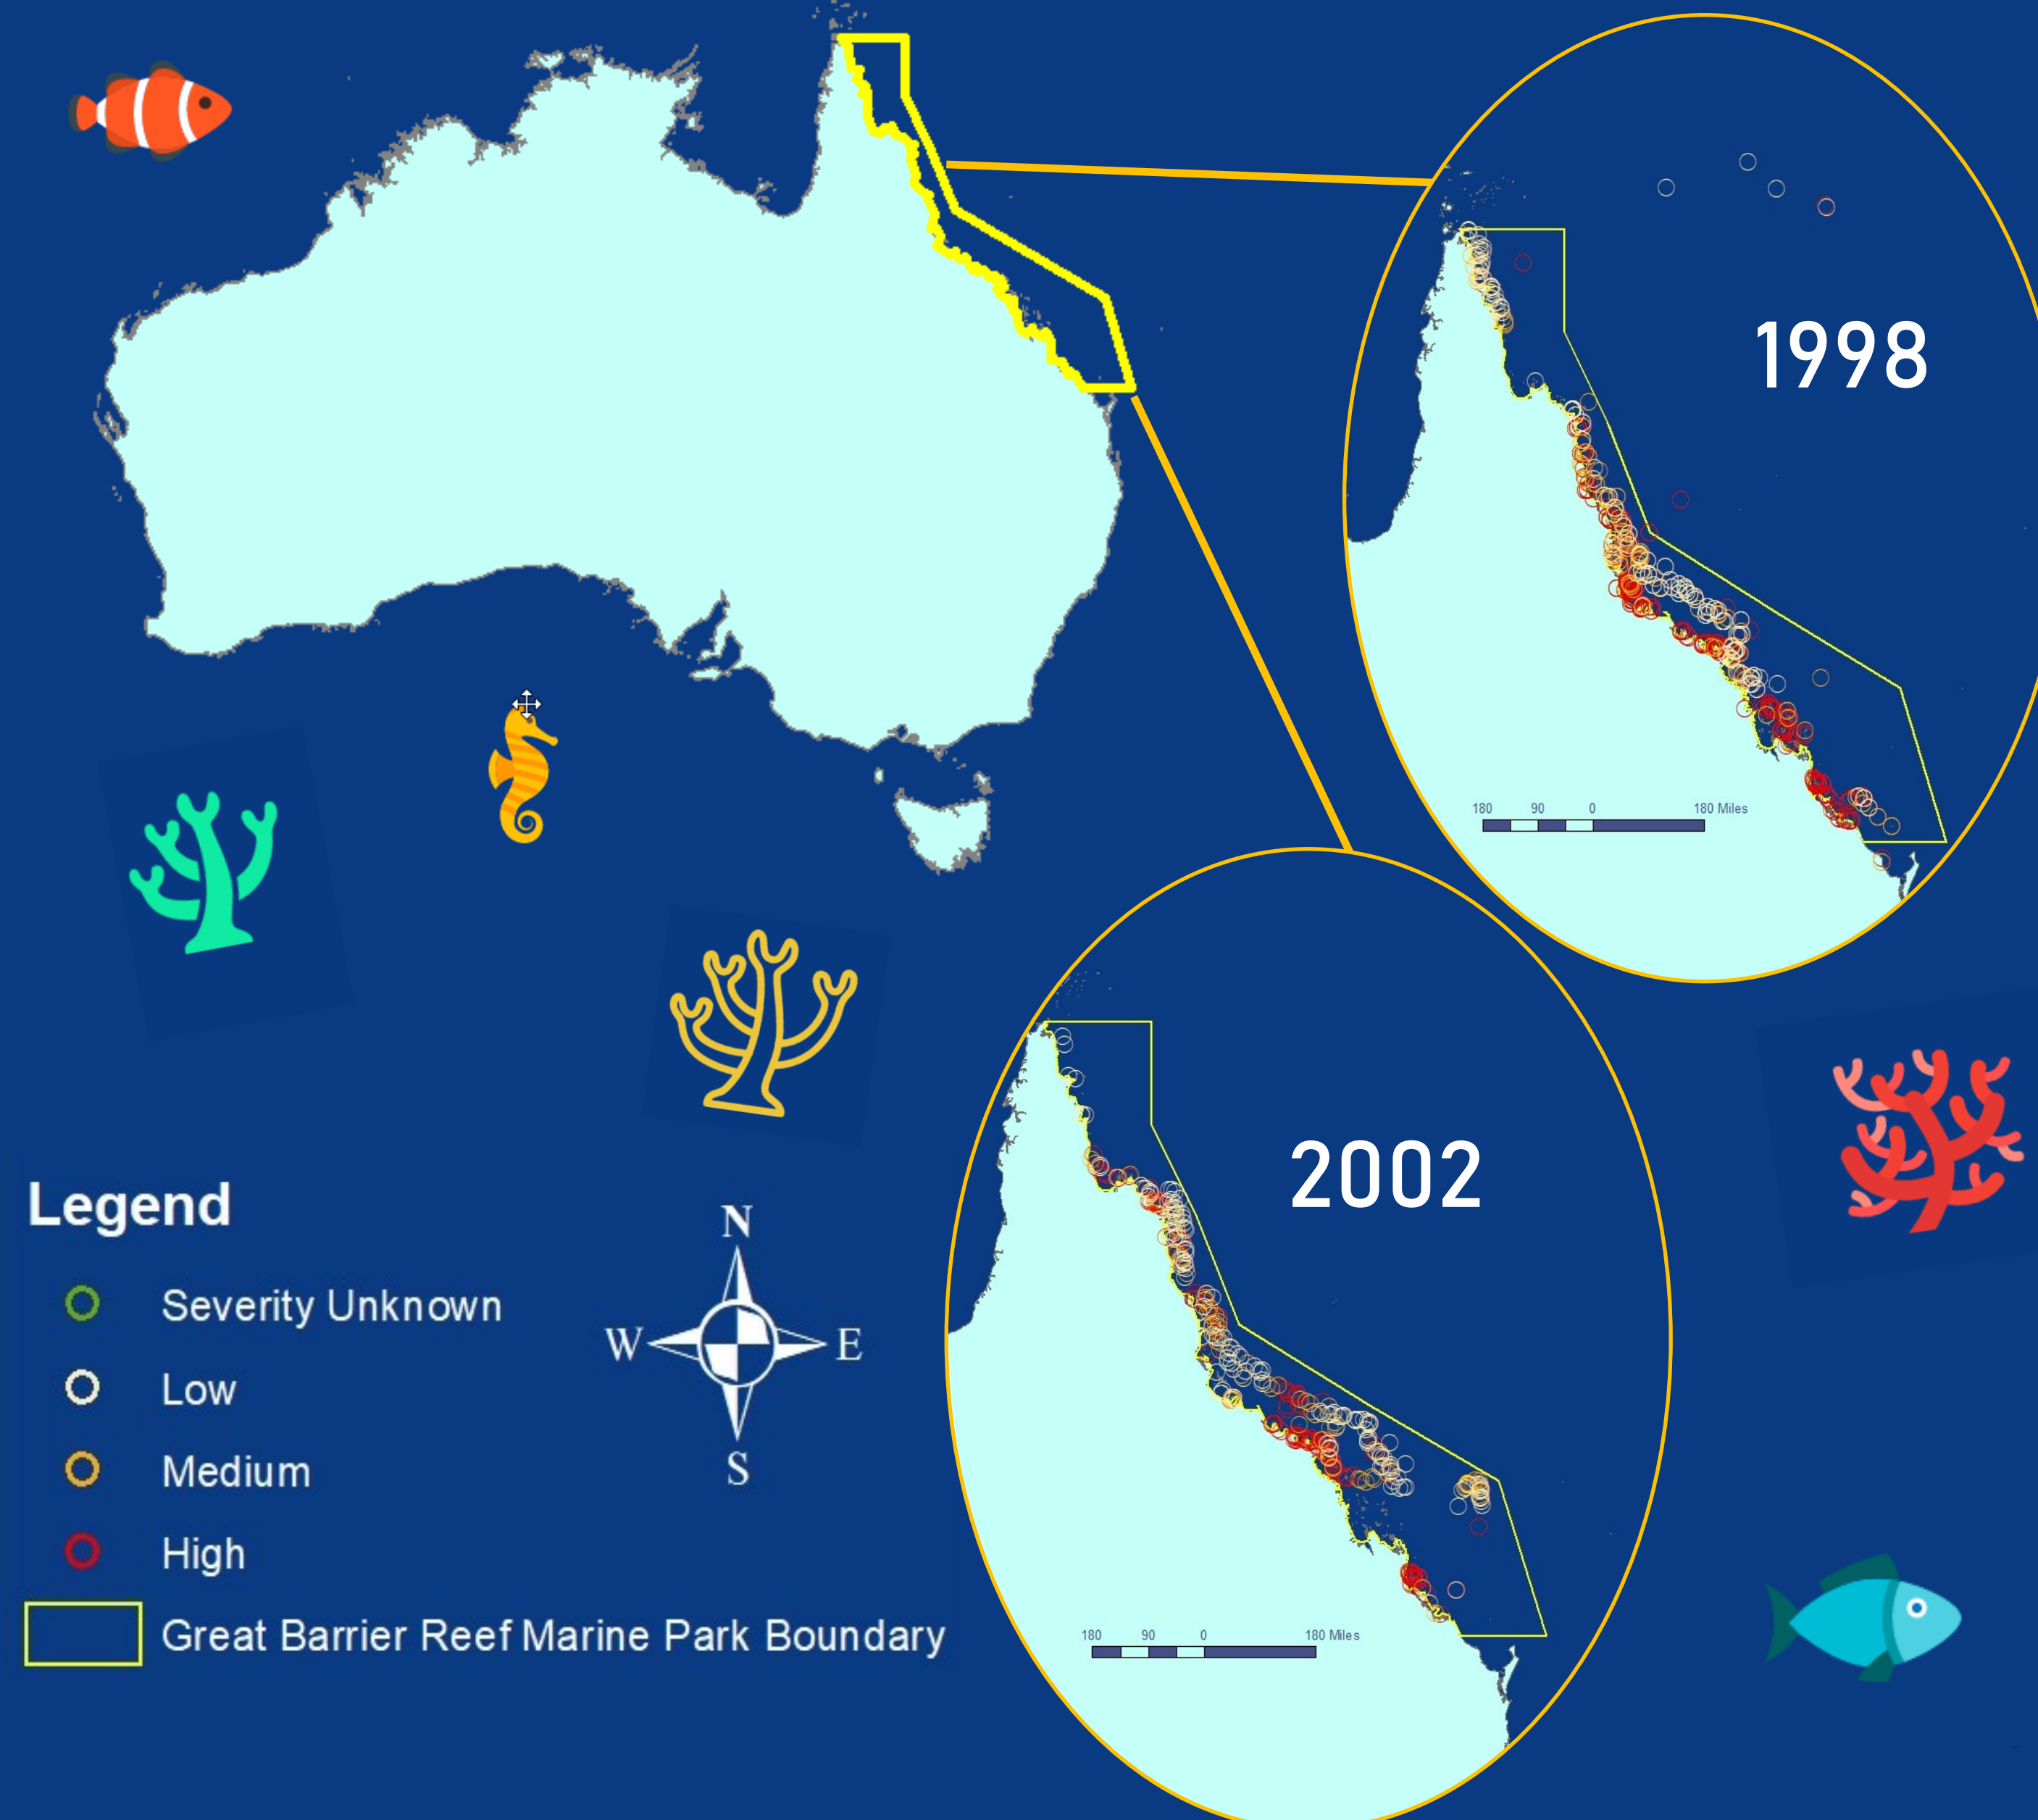 1998
180 90 0 180 Miles
2002
180 90 0 180 Miles
Legend
Severity Unknown
Low
Medium
High
Great Barrier Reef Marine Park Boundary
N
W E
S